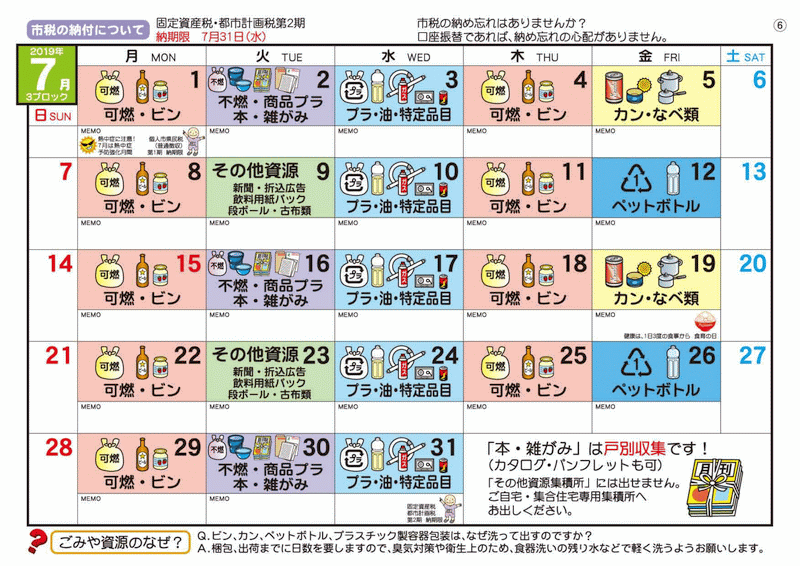 市税の納付について
固定資産税・都市計画税第2期
納期限 7月31日(水)
市税の納め忘れはありませんか？
口座振替であれば、納め忘れの心配がありません。
⑥
2019年
7月
3ブロック
日 SUN
月 MON
火 TUE
水 WED
木 THU
金 FRI
土 SAT
1
可燃
可燃・ビン
MEMO
熱中症に注意！
7月は熱中症
予防強化月間
個人市県民税
(普通徴収)
第1期 納期限
2
不燃
不燃・商品プラ
本・雑がみ
MEMO
3
プラ
プラ・油・特定品目
MEMO
4
可燃
可燃・ビン
MEMO
5
カン・なべ類
MEMO
6
7
8
可燃
可燃・ビン
MEMO
その他資源 9
新聞・折込広告
飲料用紙パック
段ボール・古布類
MEMO
10
プラ
プラ・油・特定品目
MEMO
11
可燃
可燃・ビン
MEMO
12
1
ペットボトル
MEMO
13
14
15
可燃
可燃・ビン
MEMO
16
不燃
不燃・商品プラ
本・雑がみ
MEMO
17
プラ
プラ・油・特定品目
MEMO
18
可燃
可燃・ビン
MEMO
19
カン・なべ類
MEMO
健康は、1日3度の食事から 食育の日
20
21
22
可燃
可燃・ビン
MEMO
その他資源 23
新聞・折込広告
飲料用紙パック
段ボール・古布類
MEMO
24
プラ
プラ・油・特定品目
MEMO
25
可燃
可燃・ビン
MEMO
26
1
ペットボトル
MEMO
27
28
29
可燃
可燃・ビン
MEMO
30
不燃
不燃・商品プラ
本・雑がみ
MEMO
31
プラ
プラ・油・特定品目
MEMO
固定資産税
都市計画税
第2期 納期限
「本・雑がみ」は戸別収集です！
(カタログ・パンフレットも可)
「その他資源集積所」には出せません。
ご自宅・集合住宅専用集積所へ
お出しください。
月刊
ごみや資源のなぜ？
Q.ビン、カン、ペットボトル、プラスチック製容器包装は、なぜ洗って出すのですか？
A.梱包、出荷までに日数を要しますので、臭気対策や衛生上のため、食器洗いの残り水などで軽く洗うようお願いします。